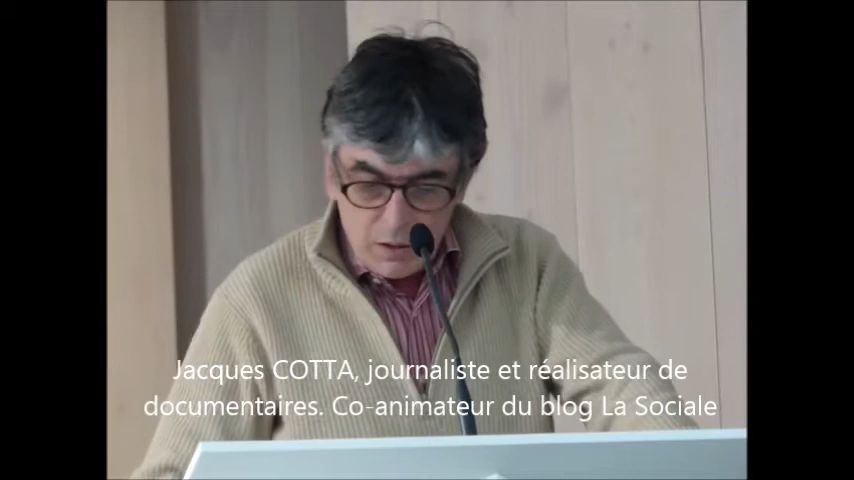 Jacques COTTA, journaliste et réalisateur de
documentaires. Co-animateur du blog La Sociale